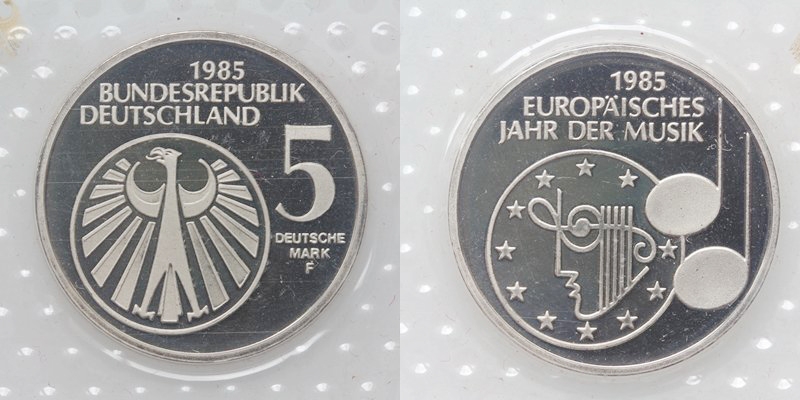 1985
BUNDESREPUBLIK
DEUTSCHLAND
5
DEUTSCHE
MARK
F
1985
EUROPÄISCHES
JAHR DER MUSIK